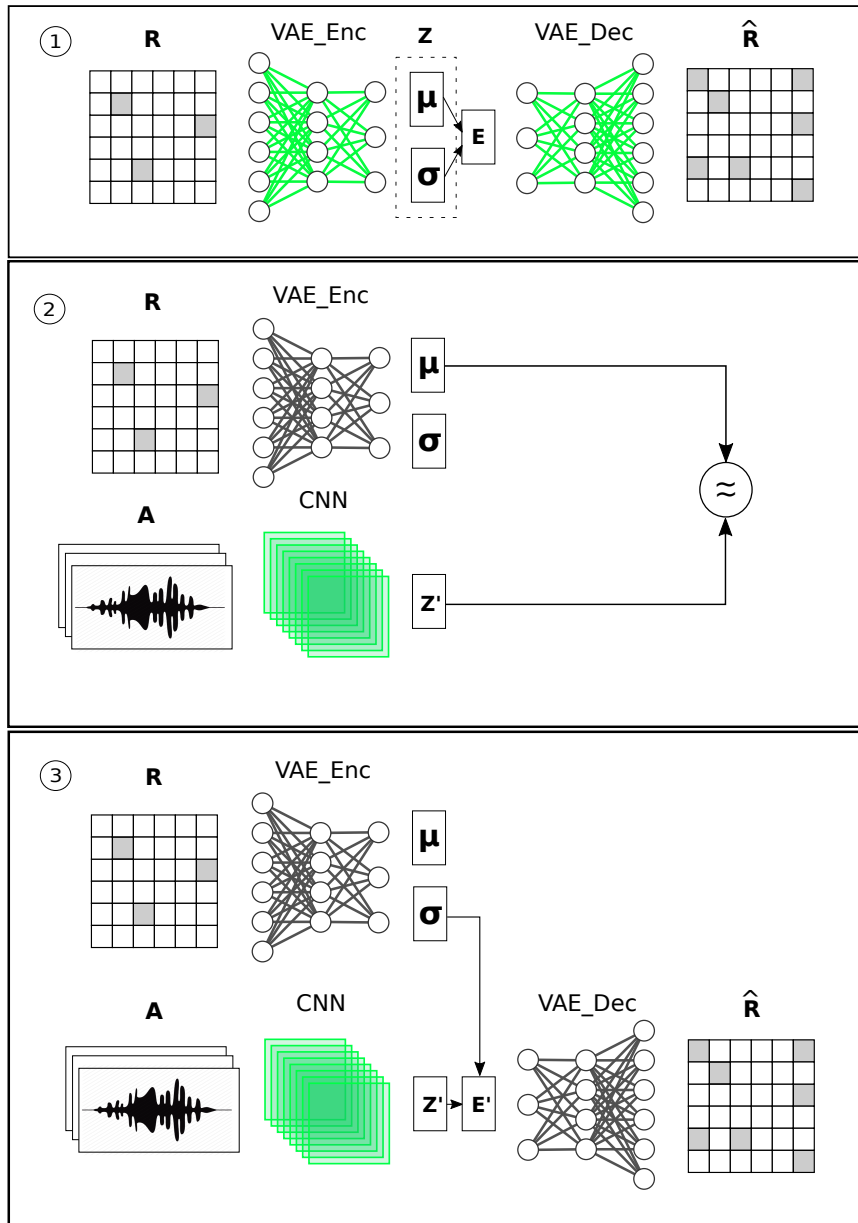 1
R VAE_Enc Z VAE_Dec R̂
μ
E
σ
2
R VAE_Enc
μ
σ
≈
A CNN
Z'
3
R VAE_Enc
μ
σ
A CNN VAE_Dec R̂
Z' E'